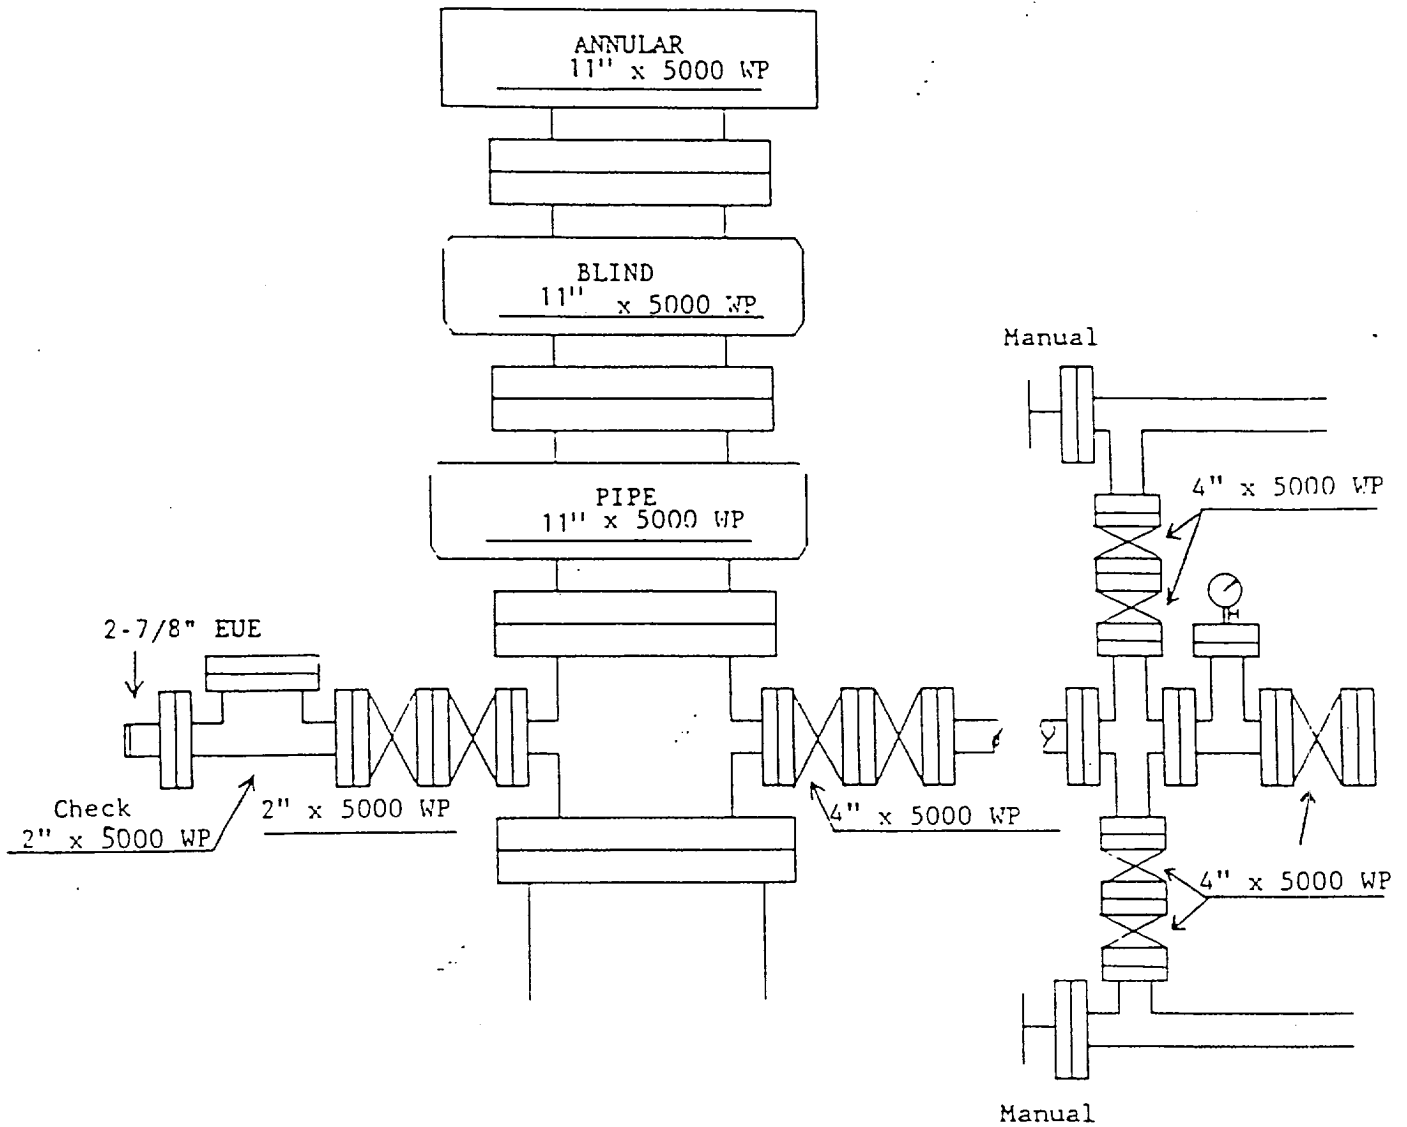 ANNULAR
11" x 5000 WP
BLIND
11" x 5000 WP
Manual
PIPE
11" x 5000 WP
4" x 5000 WP
2-7/8" EUE
Check
2" x 5000 WP
2" x 5000 WP
4" x 5000 WP
4" x 5000 WP
Manual